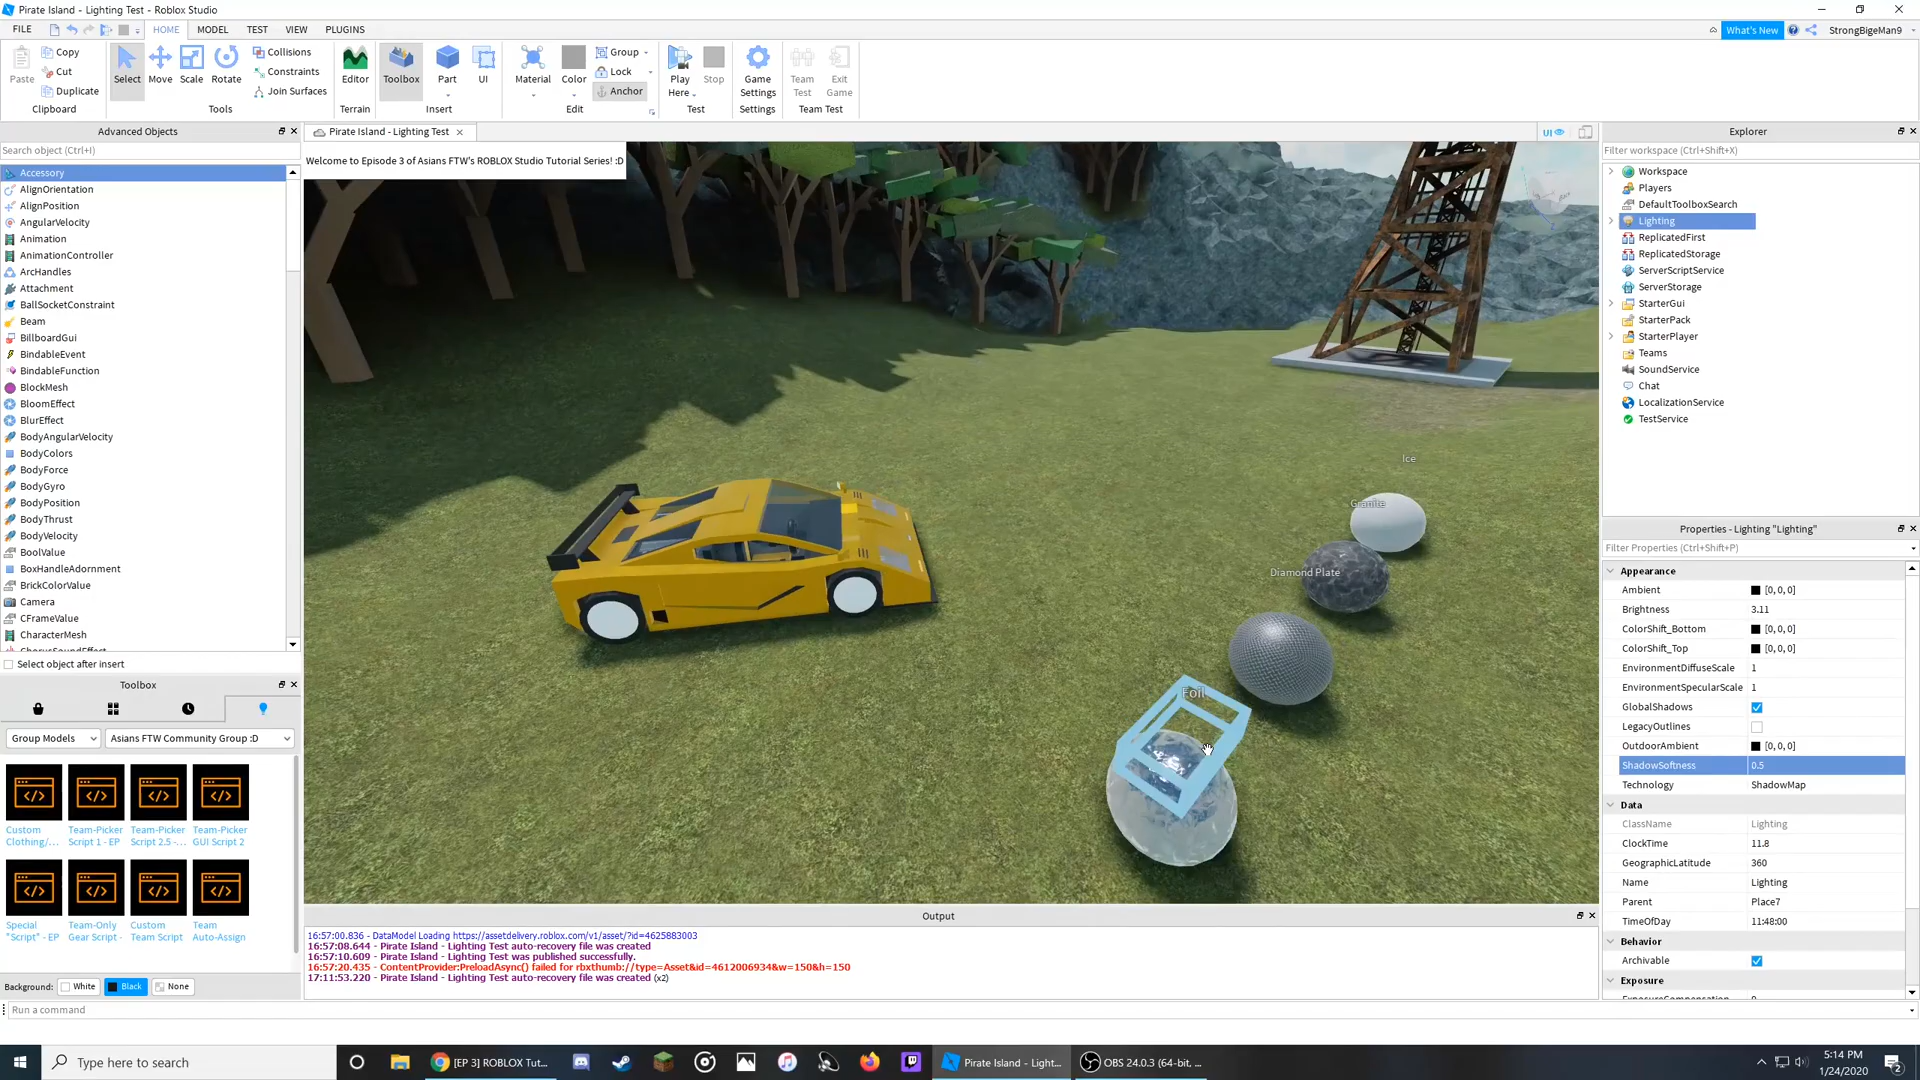 Pirate Island - Lighting Test - Roblox Studio
FILE HOME MODEL TEST VIEW PLUGINS
What's New StrongBigeMan9
Paste
Copy
Cut
Duplicate
Clipboard
Select Move Scale Rotate
Collisions
Constraints
Join Surfaces
Tools
Editor
Terrain
Toolbox Part UI
Insert
Material Color
Group
Lock
Anchor
Edit
Play Here
Stop
Test
Game Settings
Settings
Team Test
Exit Game
Team Test
Advanced Objects
Search object (Ctrl+I)
Accessory
AlignOrientation
AlignPosition
AngularVelocity
Animation
AnimationController
ArcHandles
Attachment
BallSocketConstraint
Beam
BillboardGui
BindableEvent
BindableFunction
BlockMesh
BloomEffect
BlurEffect
BodyAngularVelocity
BodyColors
BodyForce
BodyGyro
BodyPosition
BodyThrust
BodyVelocity
BoolValue
BoxHandleAdornment
BrickColorValue
Camera
CFrameValue
CharacterMesh
ChorusSoundEffect
Select object after insert
Toolbox
Group Models Asians FTW Community Group :D
Custom Clothing/...
Team-Picker Script 1 - EP
Team-Picker Script 2.5 -...
Team-Picker GUI Script 2
Special "Script" - EP
Team-Only Gear Script -
Custom Team Script
Team Auto-Assign
Background: White Black None
Run a command
Pirate Island - Lighting Test
UI
Welcome to Episode 3 of Asians FTW's ROBLOX Studio Tutorial Series! :D
Ice
Granite
Diamond Plate
Foil
Output
16:57:00.836 - DataModel Loading https://assetdelivery.roblox.com/v1/asset/?id=4625883003
16:57:08.644 - Pirate Island - Lighting Test auto-recovery file was created
16:57:10.609 - Pirate Island - Lighting Test was published successfully.
16:57:20.435 - ContentProvider:PreloadAsync() failed for rbxthumb://type=Asset&id=4612006934&w=150&h=150
17:11:53.220 - Pirate Island - Lighting Test auto-recovery file was created (x2)
Explorer
Filter workspace (Ctrl+Shift+X)
Workspace
Players
DefaultToolboxSearch
Lighting
ReplicatedFirst
ReplicatedStorage
ServerScriptService
ServerStorage
StarterGui
StarterPack
StarterPlayer
Teams
SoundService
Chat
LocalizationService
TestService
Properties - Lighting "Lighting"
Filter Properties (Ctrl+Shift+P)
Appearance
Ambient [0, 0, 0]
Brightness 3.11
ColorShift_Bottom [0, 0, 0]
ColorShift_Top [0, 0, 0]
EnvironmentDiffuseScale 1
EnvironmentSpecularScale 1
GlobalShadows
LegacyOutlines
OutdoorAmbient [0, 0, 0]
ShadowSoftness 0.5
Technology ShadowMap
Data
ClassName Lighting
ClockTime 11.8
GeographicLatitude 360
Name Lighting
Parent Place7
TimeOfDay 11:48:00
Behavior
Archivable
Exposure
ExposureCompensation 0
Type here to search
[EP 3] ROBLOX Tut...
Pirate Island - Light...
OBS 24.0.3 (64-bit, ...
5:14 PM
1/24/2020
2